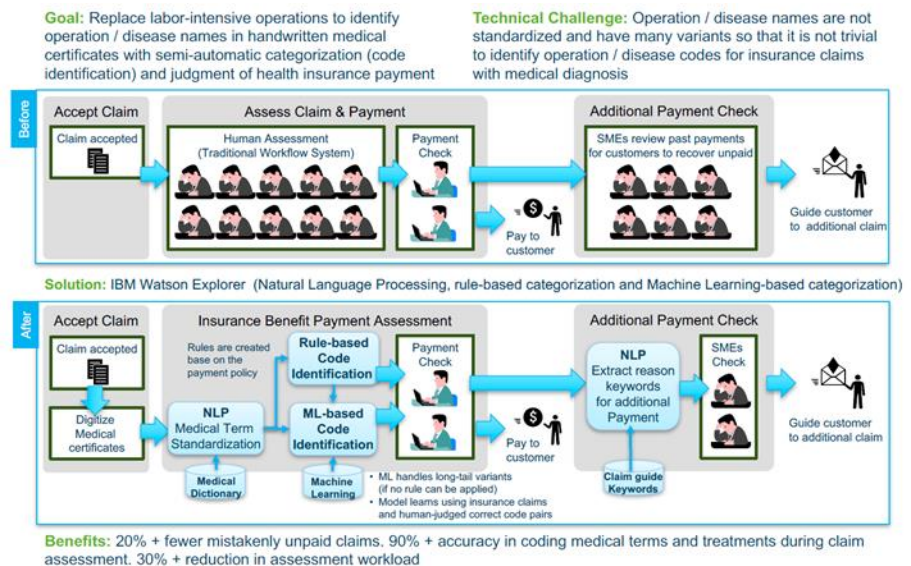 Goal: Replace labor-intensive operations to identify
operation / disease names in handwritten medical
certificates with semi-automatic categorization (code
identification) and judgment of health insurance payment
Technical Challenge: Operation / disease names are not
standardized and have many variants so that it is not trivial
to identify operation / disease codes for insurance claims
with medical diagnosis
Before
Accept Claim
Claim accepted
Assess Claim & Payment
Human Assessment
(Traditional Workflow System)
Payment
Check
$
Pay to
customer
Additional Payment Check
SMEs review past payments
for customers to recover unpaid
Guide customer
to additional claim
Solution: IBM Watson Explorer (Natural Language Processing, rule-based categorization and Machine Learning-based categorization)
After
Accept Claim
Claim accepted
Digitize
Medical
certificates
Insurance Benefit Payment Assessment
Rules are created
base on the
payment policy
Rule-based
Code
Identification
NLP
Medical Term
Standardization
ML-based
Code
Identification
Medical
Dictionary
Machine
Learning
• ML handles long-tail variants
(if no rule can be applied)
• Model learns using insurance claims
and human-judged correct code pairs
Payment
Check
$
Pay to
customer
Additional Payment Check
NLP
Extract reason
keywords
for additional
Payment
Claim guide
Keywords
SMEs
Check
Guide customer
to additional claim
Benefits: 20% + fewer mistakenly unpaid claims. 90% + accuracy in coding medical terms and treatments during claim
assessment. 30% + reduction in assessment workload